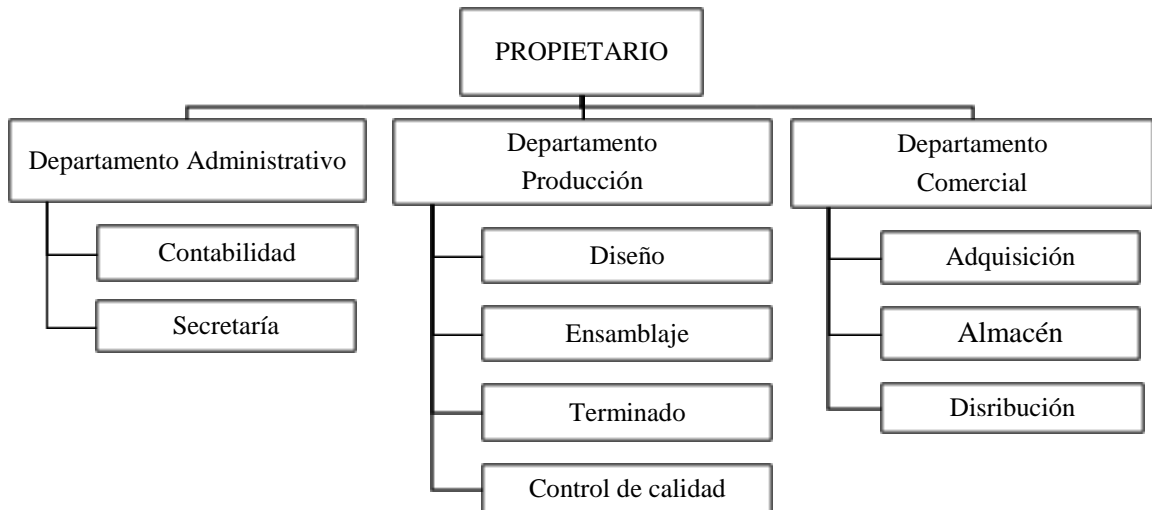 PROPIETARIO
Departamento Administrativo
Contabilidad
Secretaría
Departamento
Producción
Diseño
Ensamblaje
Terminado
Control de calidad
Departamento
Comercial
Adquisición
Almacén
Disribución